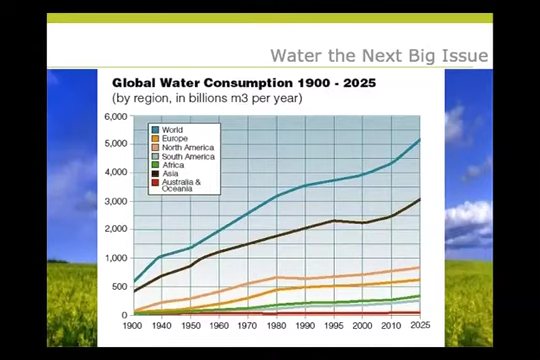 Water the Next Big Issue
Global Water Consumption 1900 - 2025
(by region, in billions m3 per year)
6,000
5,000
4,000
3,000
2,000
1,000
500
0
World
Europe
North America
South America
Africa
Asia
Australia &
Oceania
1900 1940 1950 1960 1970 1980 1990 1995 2000 2010 2025